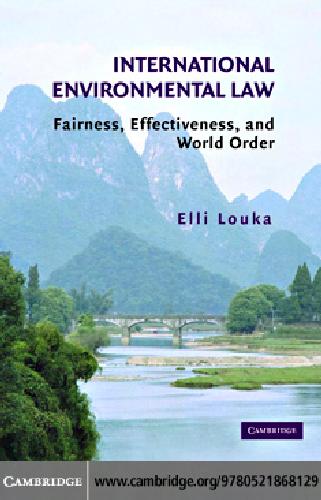 INTERNATIONAL
ENVIRONMENTAL LAW
Fairness, Effectiveness, and
World Order
Elli Louka
CAMBRIDGE
CAMBRIDGE www.cambridge.org/9780521868129